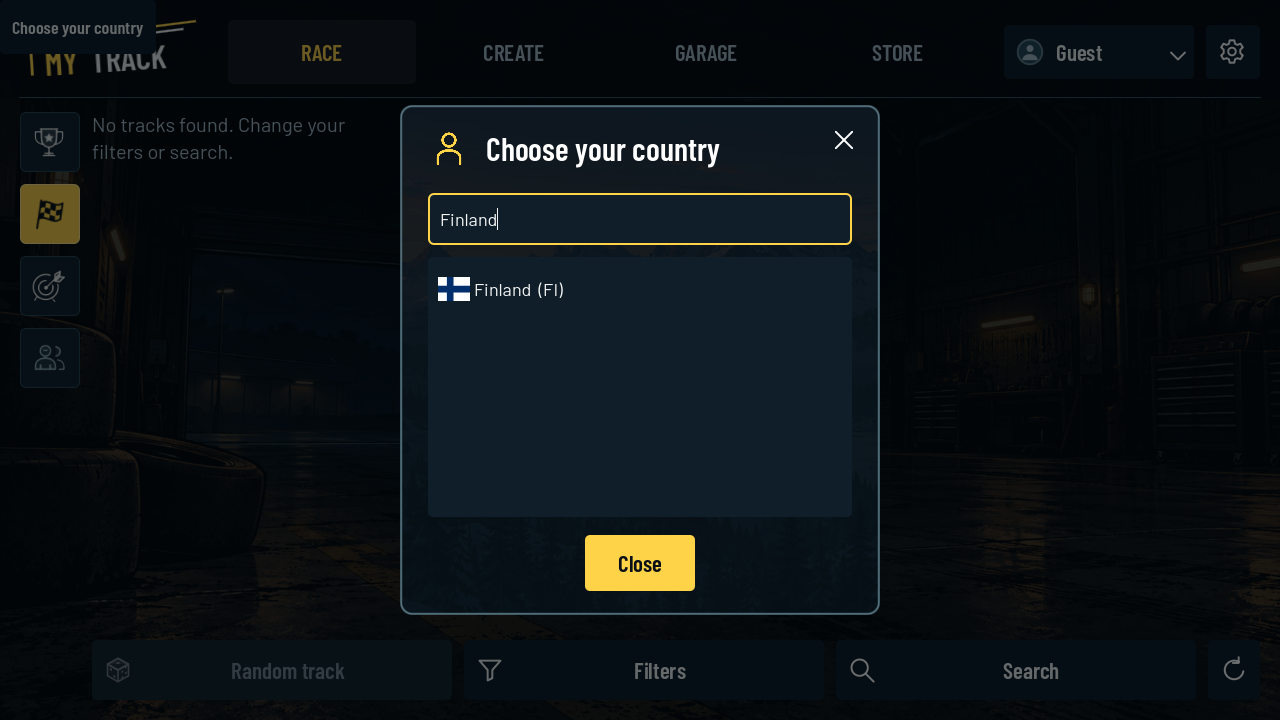 Choose your country
MY TRACK
RACE
CREATE
GARAGE
STORE
Guest
No tracks found. Change your
filters or search.
Choose your country
Finland
Finland (FI)
Close
Random track
Filters
Search